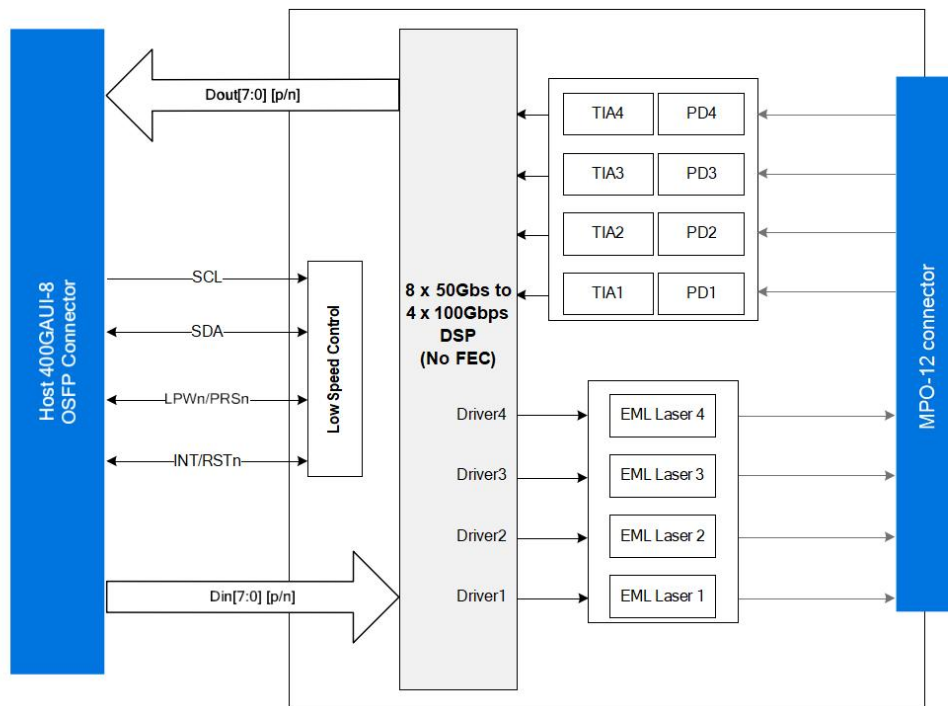 Dout[7:0] [p/n]
TIA4
PD4
TIA3
PD3
TIA2
PD2
TIA1
PD1
Host 400GAUI-8
OSFP Connector
SCL
SDA
LPWn/PRSn
INT/RSTn
Low Speed Control
8 x 50Gbs to
4 x 100Gbps
DSP
(No FEC)
MPO-12 connector
Driver4
EML Laser 4
Driver3
EML Laser 3
Driver2
EML Laser 2
Driver1
EML Laser 1
Din[7:0] [p/n]